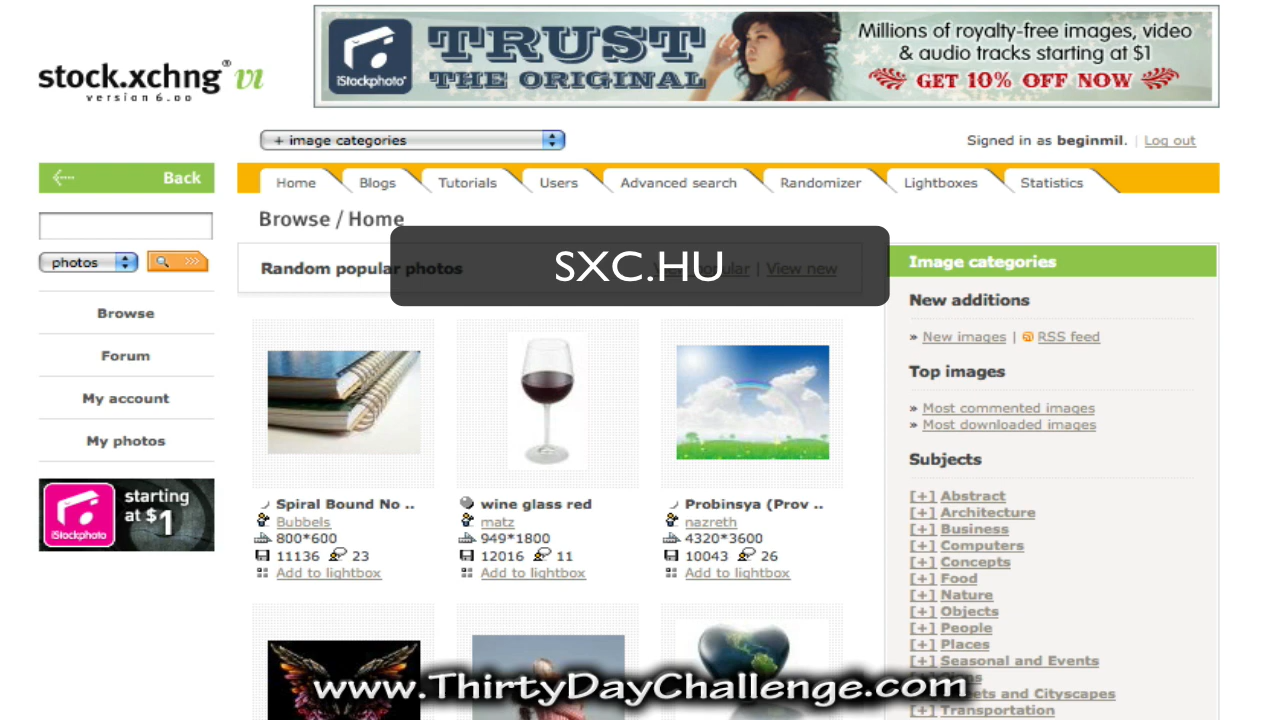 TRUST
THE ORIGINAL
iStockphoto®
Millions of royalty-free images, video
& audio tracks starting at $1
GET 10% OFF NOW
stock.xchng® vi
version 6.00
+ image categories
Signed in as beginmil. | Log out
Back
Home
Blogs
Tutorials
Users
Advanced search
Randomizer
Lightboxes
Statistics
Browse / Home
photos
Browse
Forum
My account
My photos
iStockphoto
starting
at $1
SXC.HU
Random popular photos
View popular | View new
Spiral Bound No ..
Bubbels
800*600
11136 23
Add to lightbox
wine glass red
matz
949*1800
12016 11
Add to lightbox
Probinsya (Prov ..
nazreth
4320*3600
10043 26
Add to lightbox
Image categories
New additions
» New images | RSS feed
Top images
» Most commented images
» Most downloaded images
Subjects
[+] Abstract
[+] Architecture
[+] Business
[+] Computers
[+] Concepts
[+] Food
[+] Nature
[+] Objects
[+] People
[+] Places
[+] Seasonal and Events
and Cityscapes
[+] Transportation
www.ThirtyDayChallenge.com